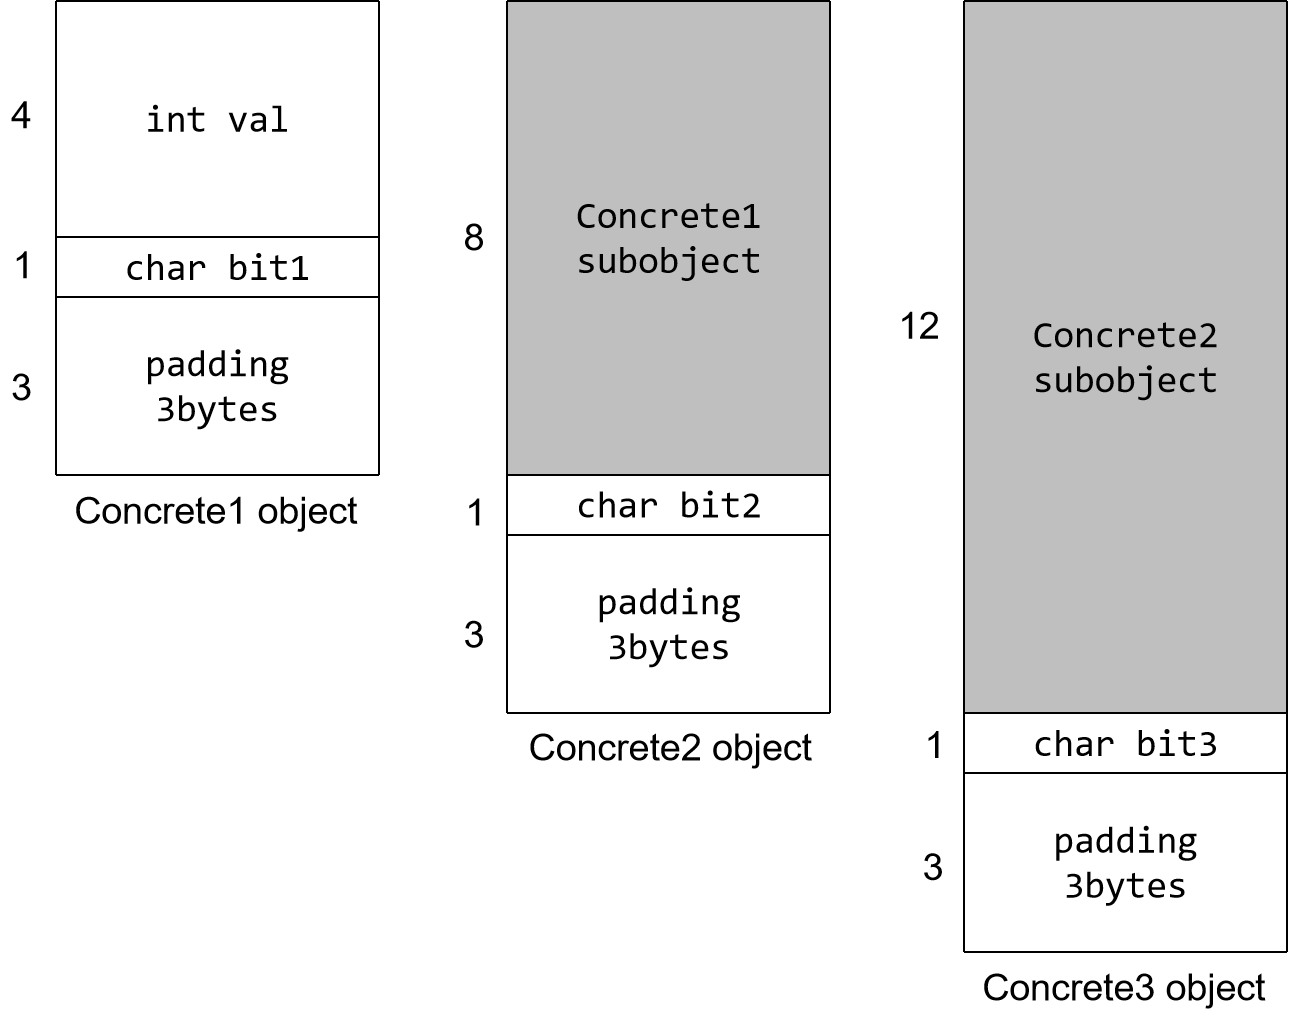 4
int val
1
char bit1
3
padding
3bytes
Concrete1 object
8
Concrete1
subobject
1
char bit2
3
padding
3bytes
Concrete2 object
12
Concrete2
subobject
1
char bit3
3
padding
3bytes
Concrete3 object